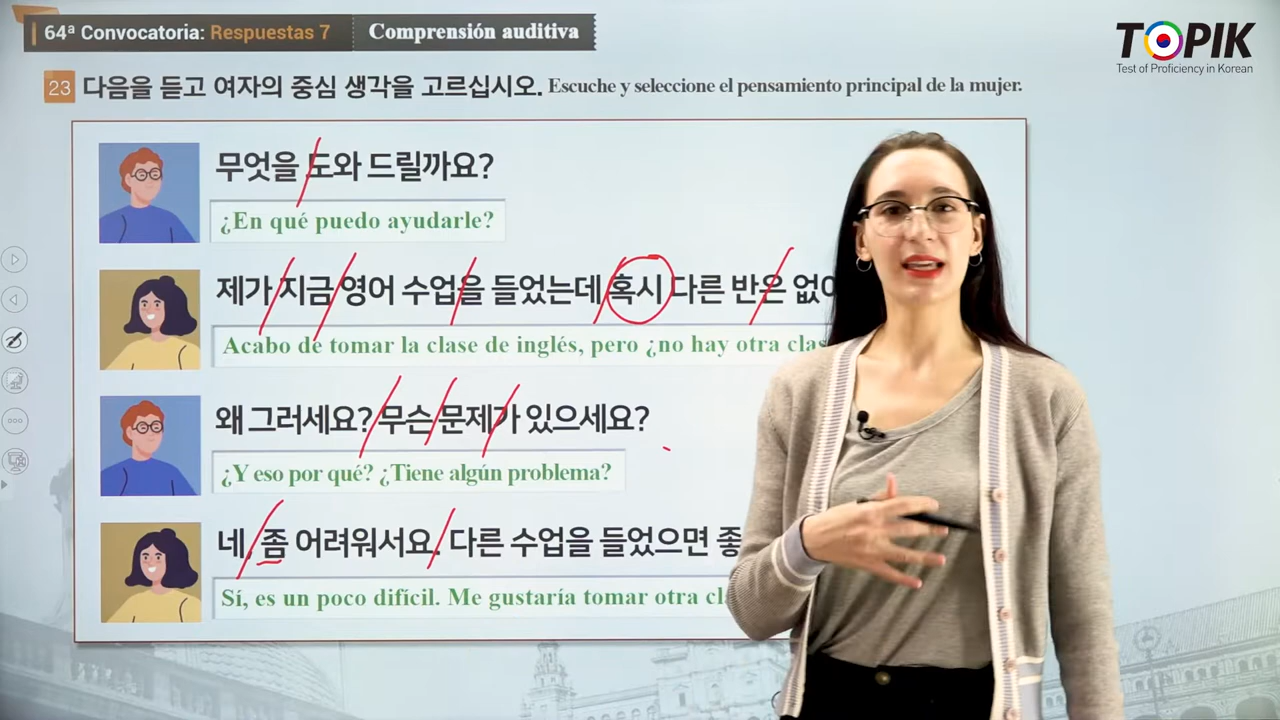 64ª Convocatoria: Respuestas 7 Comprensión auditiva
TOPIK
Test of Proficiency in Korean
23 다음을 듣고 여자의 중심 생각을 고르십시오. Escuche y seleccione el pensamiento principal de la mujer.
무엇을 도와 드릴까요?
¿En qué puedo ayudarle?
제가 지금 영어 수업을 들었는데 혹시 다른 반은
Acabo de tomar la clase de inglés, pero ¿no hay otra
왜 그러세요? 무슨 문제가 있으세요?
¿Y eso por qué? ¿Tiene algún problema?
네, 좀 어려워서요. 다른 수업을 들었으면
Sí, es un poco difícil. Me gustaría tomar otra